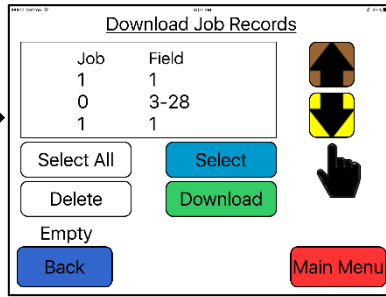 Download Job Records
Job Field
1 1
0 3-28
1 1
Select All Select
Delete Download
Empty
Back Main Menu